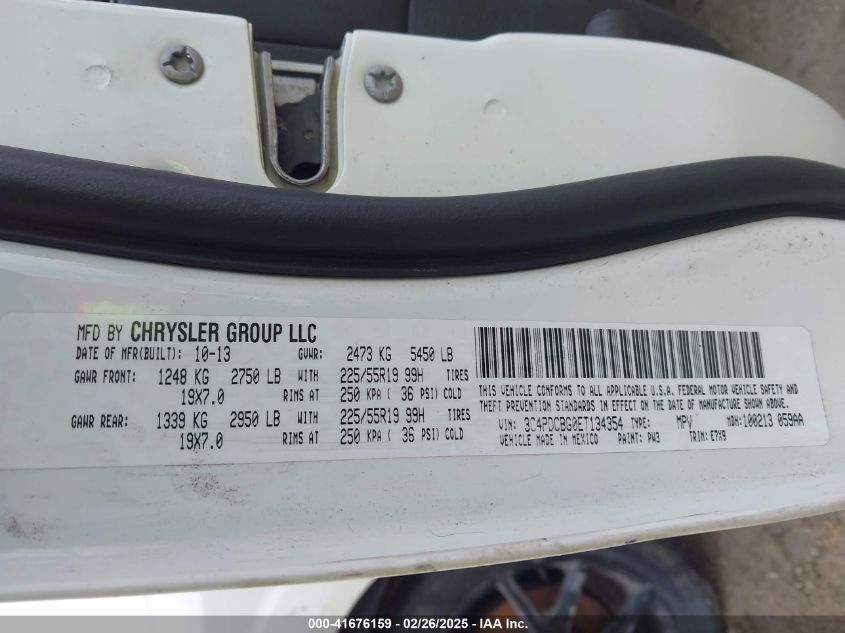 MFD BY CHRYSLER GROUP LLC
DATE OF MFR(BUILT): 10-13 GVWR: 2473 KG 5450 LB
GAWR FRONT: 1248 KG 2750 LB WITH 225/55R19 99H TIRES
19X7.0 RIMS AT 250 KPA ( 36 PSI) COLD
GAWR REAR: 1339 KG 2950 LB WITH 225/55R19 99H TIRES
19X7.0 RIMS AT 250 KPA ( 36 PSI) COLD
THIS VEHICLE CONFORMS TO ALL APPLICABLE U.S.A. FEDERAL MOTOR VEHICLE SAFETY AND
THEFT PREVENTION STANDARDS IN EFFECT ON THE DATE OF MANUFACTURE SHOWN ABOVE.
VIN: 3C4PDCBG0ET134354 TYPE: MPV MDH: 100213 059AA
VEHICLE MADE IN MEXICO PAINT: PW3 TRIM: E7X9
000-41676159 - 02/26/2025 - IAA Inc.